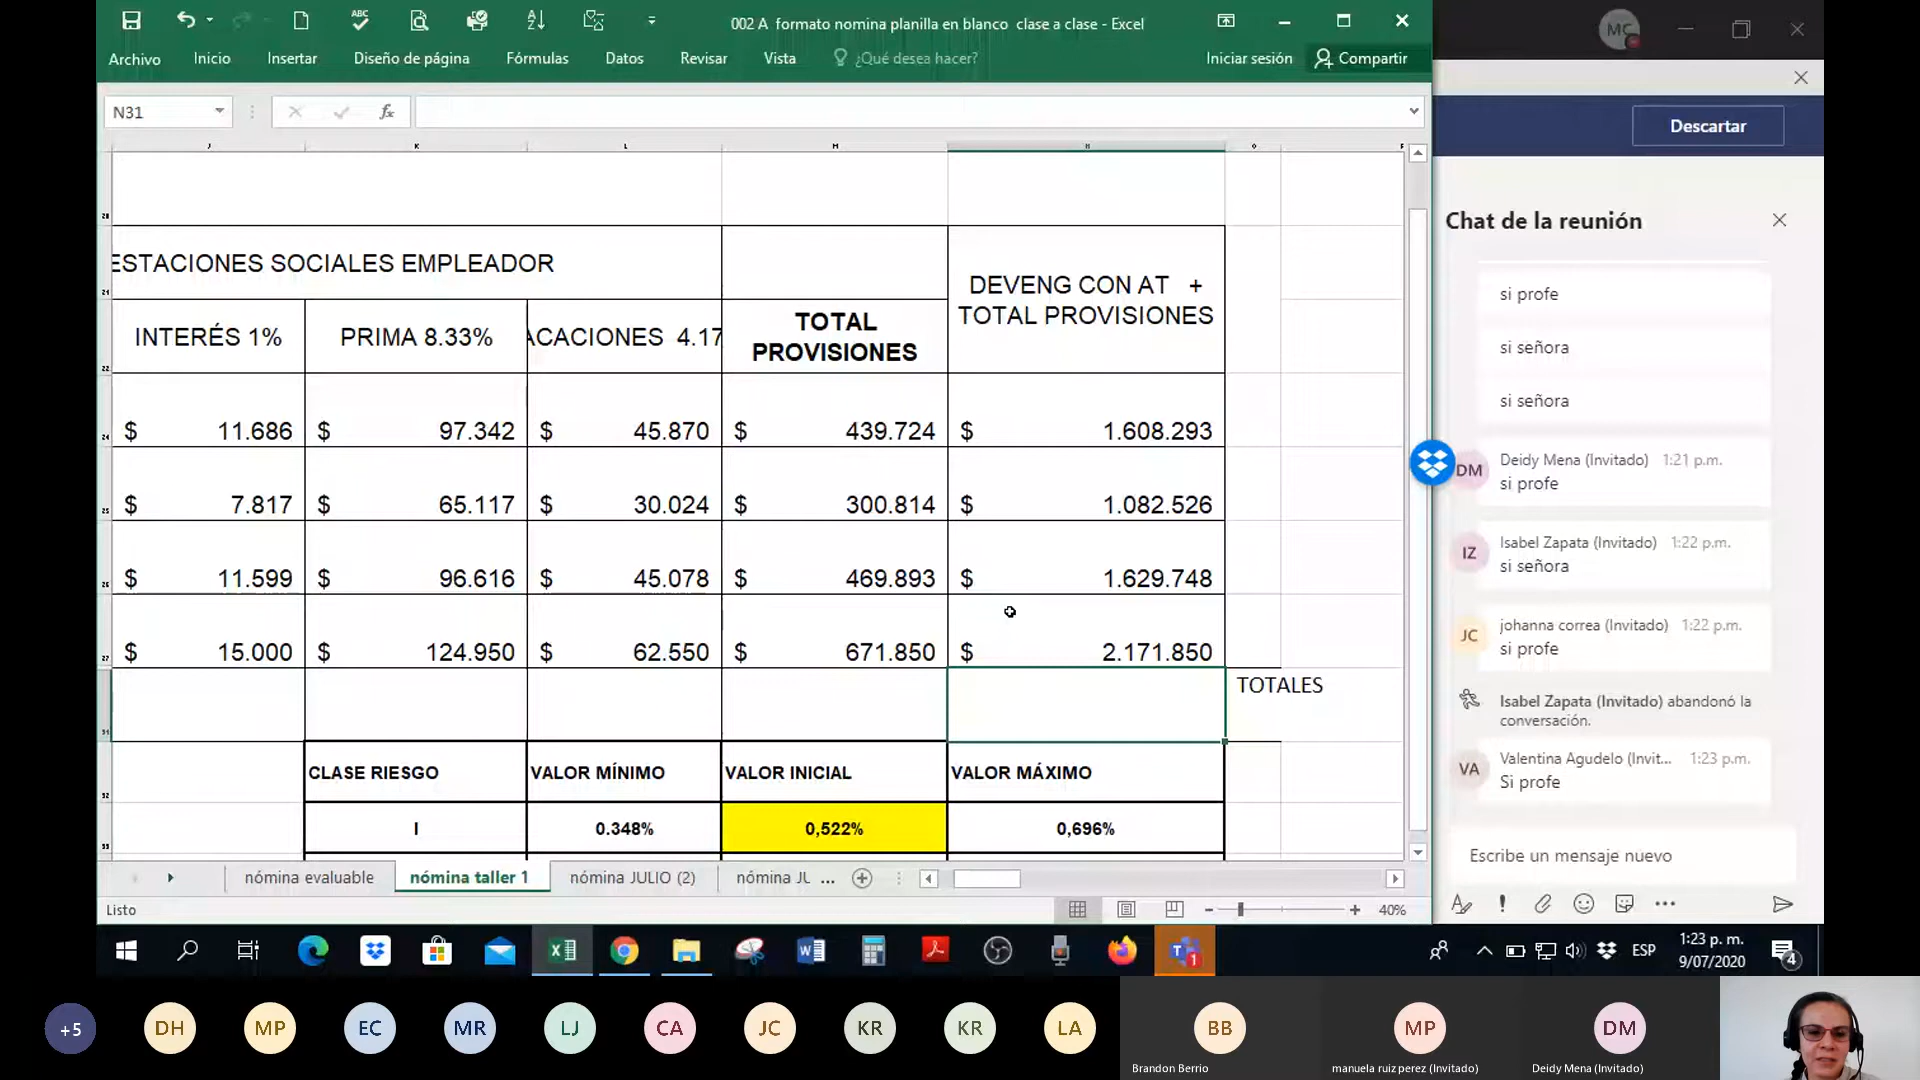 002 A formato nomina planilla en blanco clase a clase - Excel
MC
Archivo
Inicio
Insertar
Diseño de página
Fórmulas
Datos
Revisar
Vista
¿Qué desea hacer?
Iniciar sesión
Compartir
N31
fx
Descartar
Chat de la reunión
ESTACIONES SOCIALES EMPLEADOR
DEVENG CON AT +
TOTAL PROVISIONES
INTERÉS 1%
PRIMA 8.33%
ACACIONES 4.17
TOTAL
PROVISIONES
$ 11.686 $ 97.342 $ 45.870 $ 439.724 $ 1.608.293
$ 7.817 $ 65.117 $ 30.024 $ 300.814 $ 1.082.526
$ 11.599 $ 96.616 $ 45.078 $ 469.893 $ 1.629.748
$ 15.000 $ 124.950 $ 62.550 $ 671.850 $ 2.171.850
TOTALES
CLASE RIESGO
VALOR MÍNIMO
VALOR INICIAL
VALOR MÁXIMO
I
0.348%
0,522%
0,696%
nómina evaluable
nómina taller 1
nómina JULIO (2)
nómina JL ...
Listo
40%
si profe
si señora
si señora
DM
Deidy Mena (Invitado) 1:21 p.m.
si profe
IZ
Isabel Zapata (Invitado) 1:22 p.m.
si señora
JC
johanna correa (Invitado) 1:22 p.m.
si profe
Isabel Zapata (Invitado) abandonó la
conversación.
VA
Valentina Agudelo (Invit... 1:23 p.m.
Si profe
Escribe un mensaje nuevo
ESP
1:23 p. m.
9/07/2020
4
1
+5
DH
MP
EC
MR
LJ
CA
JC
KR
KR
LA
BB
Brandon Berrio
MP
manuela ruiz perez (Invitado)
DM
Deidy Mena (Invitado)